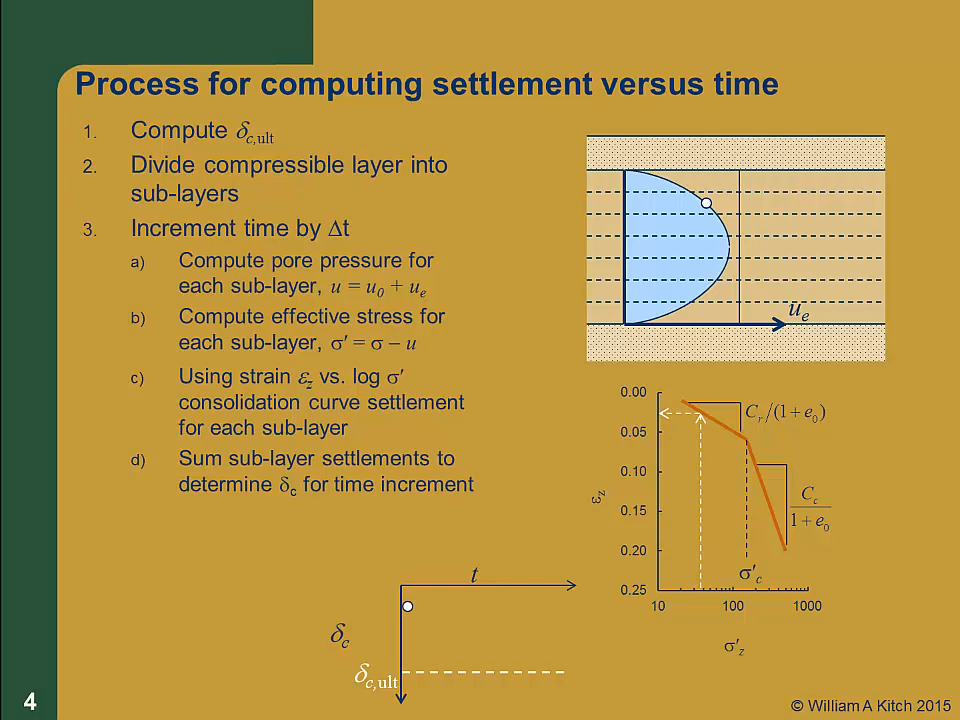 Process for computing settlement versus time
1. Compute δc,ult
2. Divide compressible layer into
sub-layers
3. Increment time by Δt
a) Compute pore pressure for
each sub-layer, u = u0 + ue
b) Compute effective stress for
each sub-layer, σ′ = σ – u
c) Using strain εz vs. log σ′
consolidation curve settlement
for each sub-layer
d) Sum sub-layer settlements to
determine δc for time increment
ue
0.00
0.05
0.10
0.15
0.20
0.25
εz
Cr/(1+e0)
Cc
1+e0
σ′c
10 100 1000
σ′z
t
δc
δc,ult
4
© William A Kitch 2015